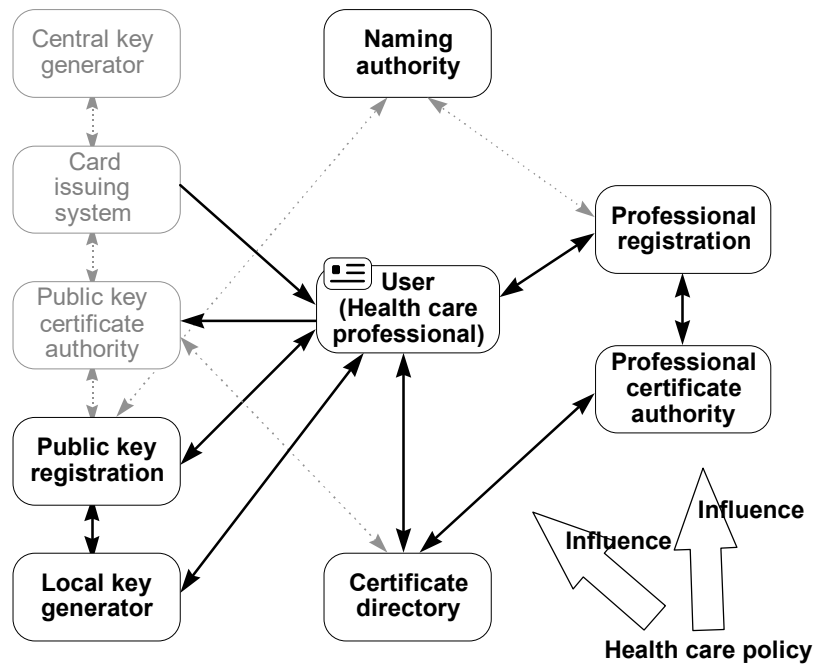 Central key
generator
Naming
authority
Card
issuing
system
Professional
registration
User
(Health care
professional)
Public key
certificate
authority
Professional
certificate
authority
Public key
registration
Influence
Influence
Local key
generator
Certificate
directory
Health care policy